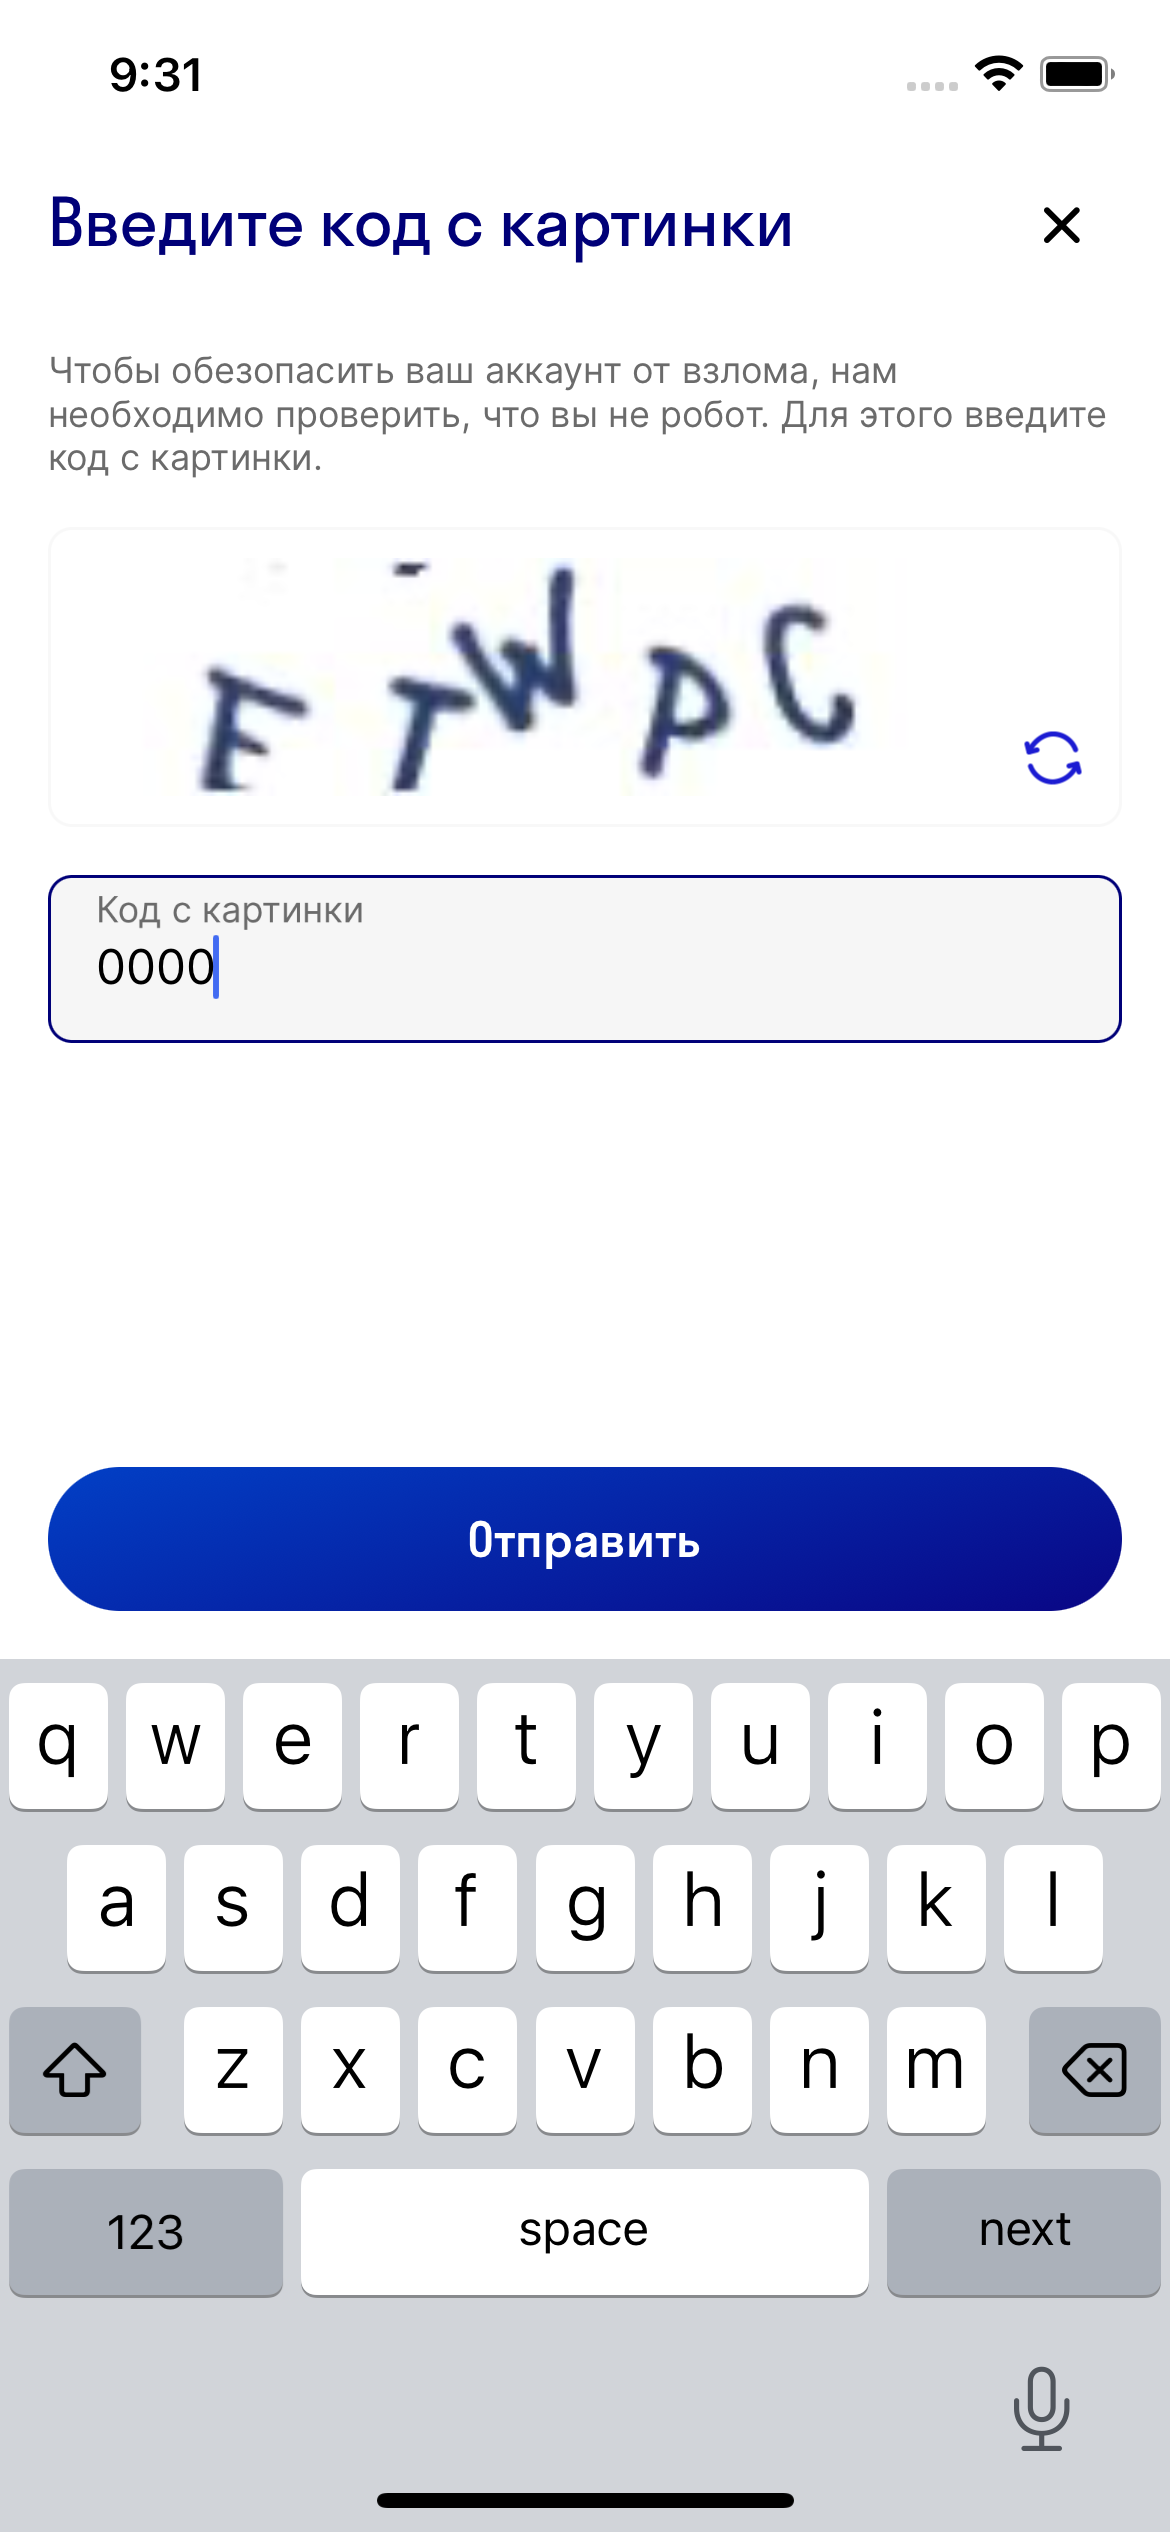 9:31
Введите код с картинки
Чтобы обезопасить ваш аккаунт от взлома, нам
необходимо проверить, что вы не робот. Для этого введите
код с картинки.
F T W P C
Код с картинки
0000
Отправить
q w e r t y u i o p
a s d f g h j k l
z x c v b n m
123 space next